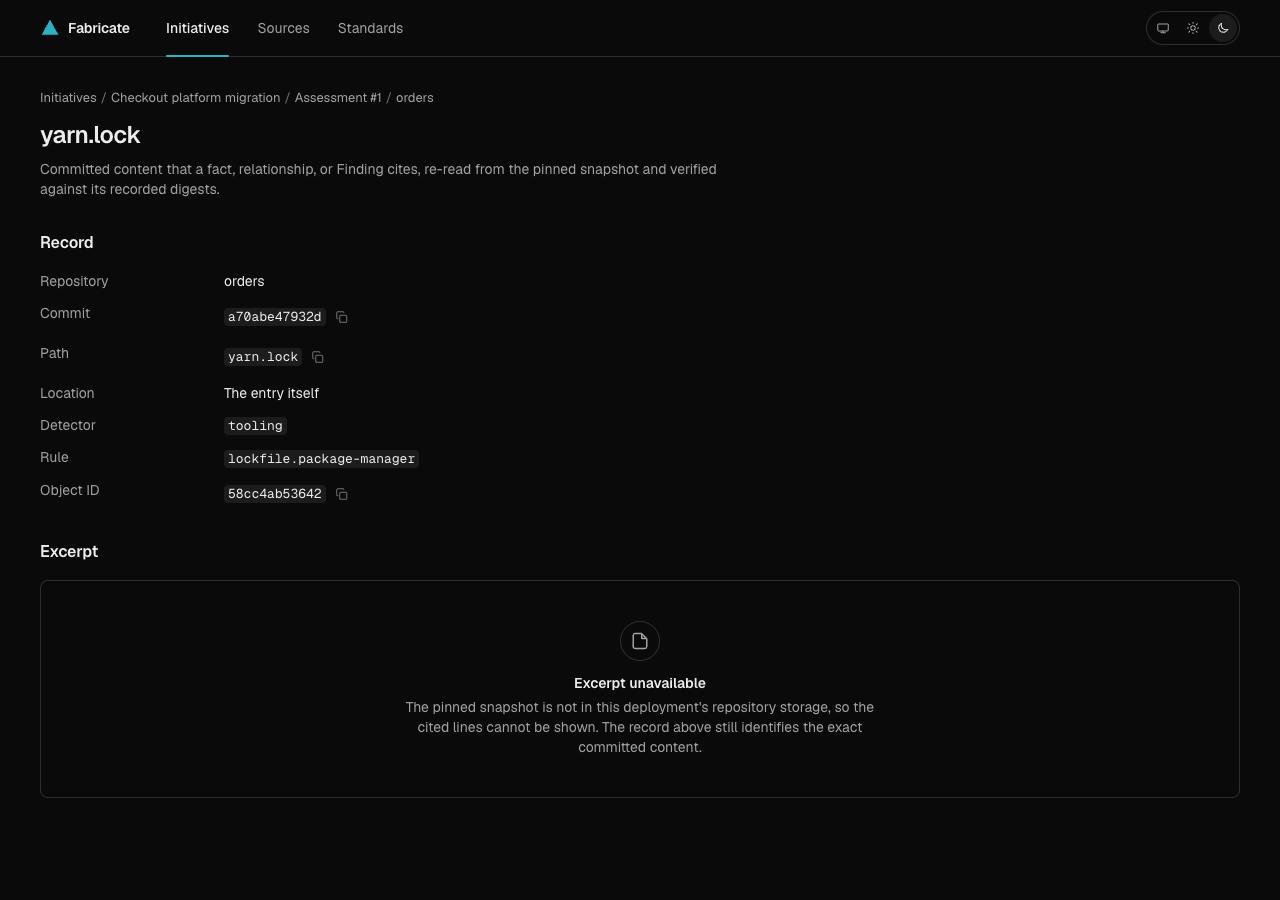 Fabricate
Initiatives
Sources
Standards
Initiatives / Checkout platform migration / Assessment #1 / orders
yarn.lock
Committed content that a fact, relationship, or Finding cites, re-read from the pinned snapshot and verified
against its recorded digests.
Record
Repository orders
Commit a70abe47932d
Path yarn.lock
Location The entry itself
Detector tooling
Rule lockfile.package-manager
Object ID 58cc4ab53642
Excerpt
Excerpt unavailable
The pinned snapshot is not in this deployment's repository storage, so the
cited lines cannot be shown. The record above still identifies the exact
committed content.